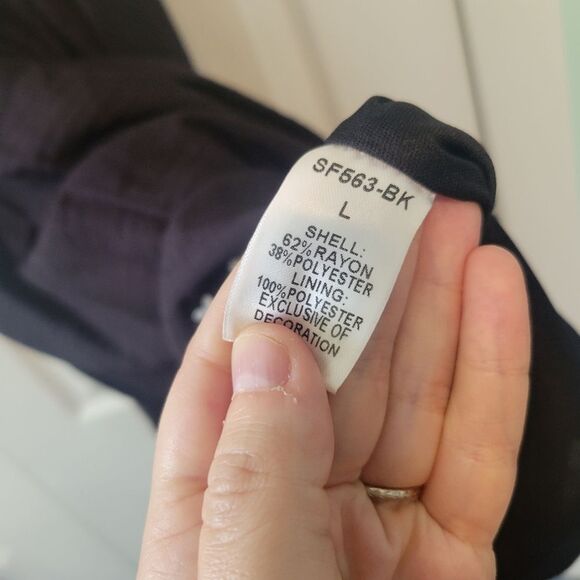 SF563-BK
L
SHELL:
62% RAYON
38% POLYESTER
LINING:
100% POLYESTER
EXCLUSIVE OF
DECORATION